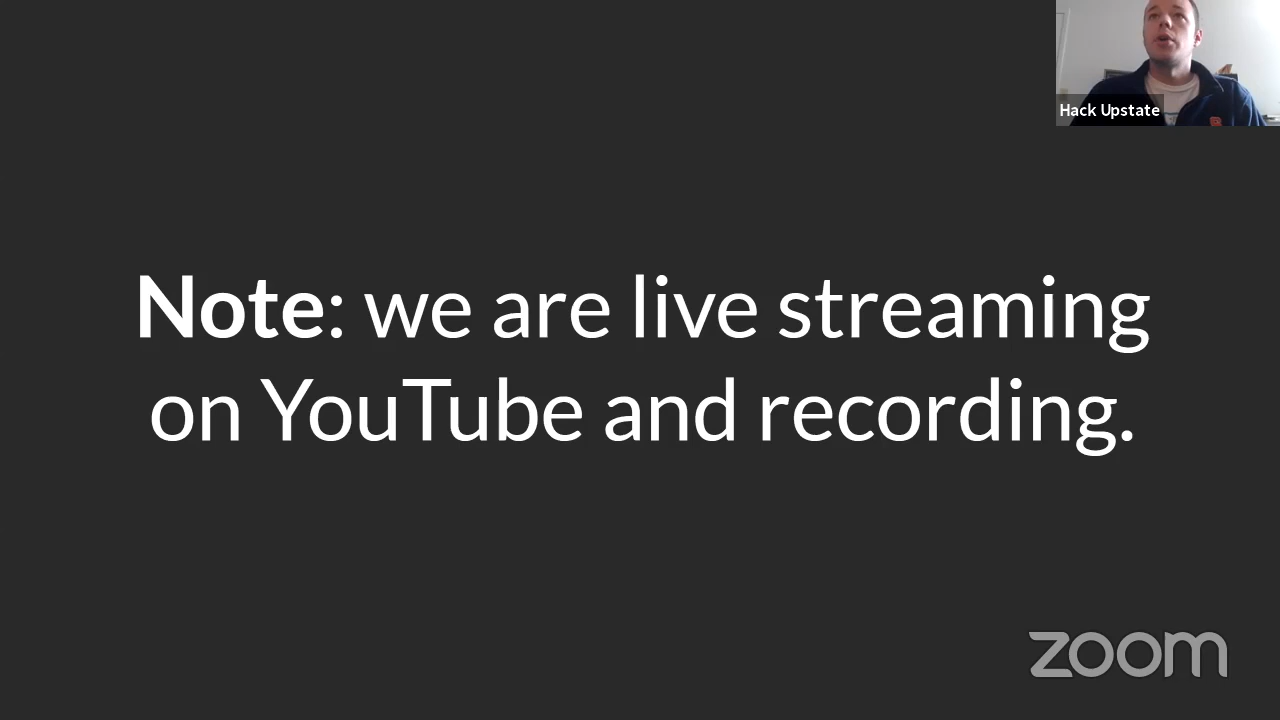 Hack Upstate
Note: we are live streaming
on YouTube and recording.
zoom